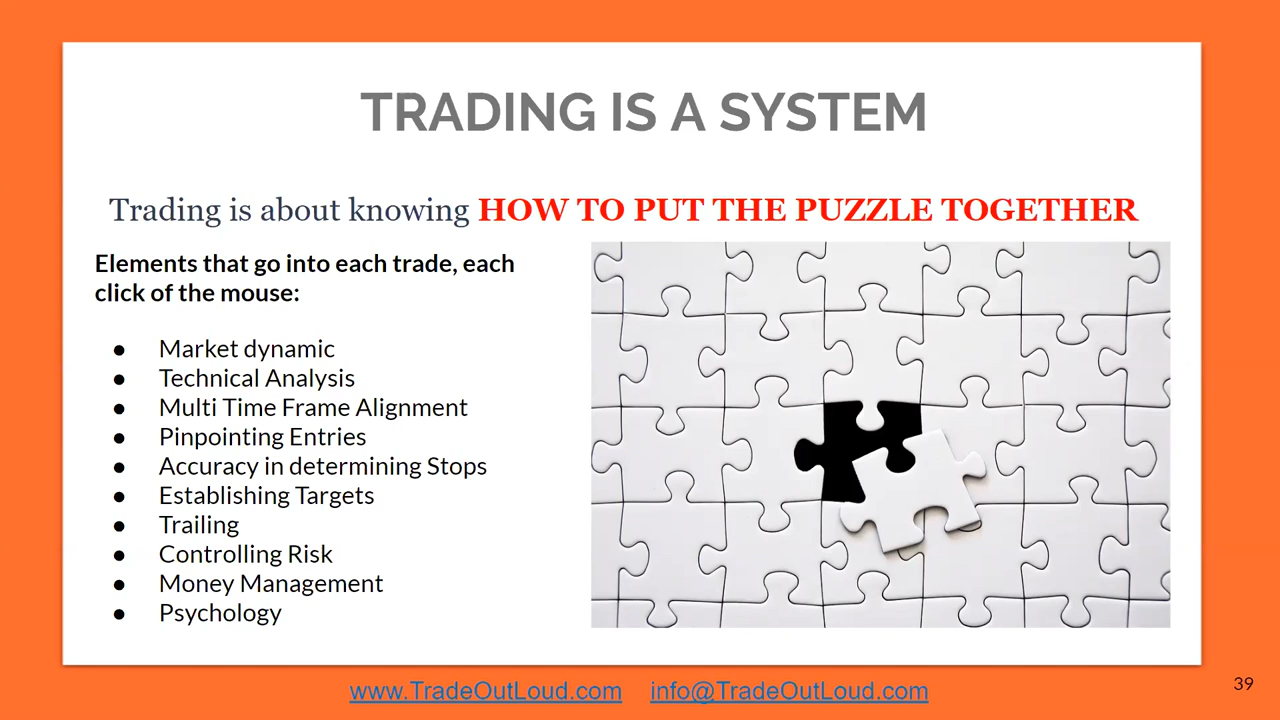 TRADING IS A SYSTEM
Trading is about knowing HOW TO PUT THE PUZZLE TOGETHER
Elements that go into each trade, each
click of the mouse:
● Market dynamic
● Technical Analysis
● Multi Time Frame Alignment
● Pinpointing Entries
● Accuracy in determining Stops
● Establishing Targets
● Trailing
● Controlling Risk
● Money Management
● Psychology
www.TradeOutLoud.com info@TradeOutLoud.com
39